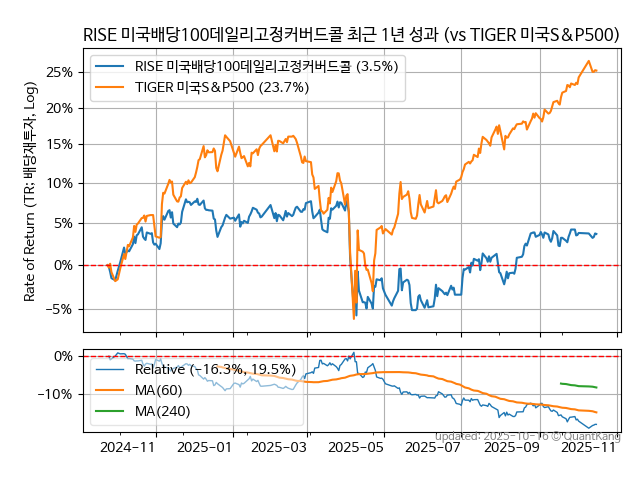 RISE 미국배당100데일리고정커버드콜 최근 1년 성과 (vs TIGER 미국S&P500)
RISE 미국배당100데일리고정커버드콜 (3.5%)
TIGER 미국S&P500 (23.7%)
Rate of Return (TR: 배당재투자, Log)
25%
20%
15%
10%
5%
0%
−5%
Relative (−16.3%, 19.5%)
MA(60)
MA(240)
0%
−10%
updated: 2025-10-16 © QuantKang
2024-11
2025-01
2025-03
2025-05
2025-07
2025-09
2025-11